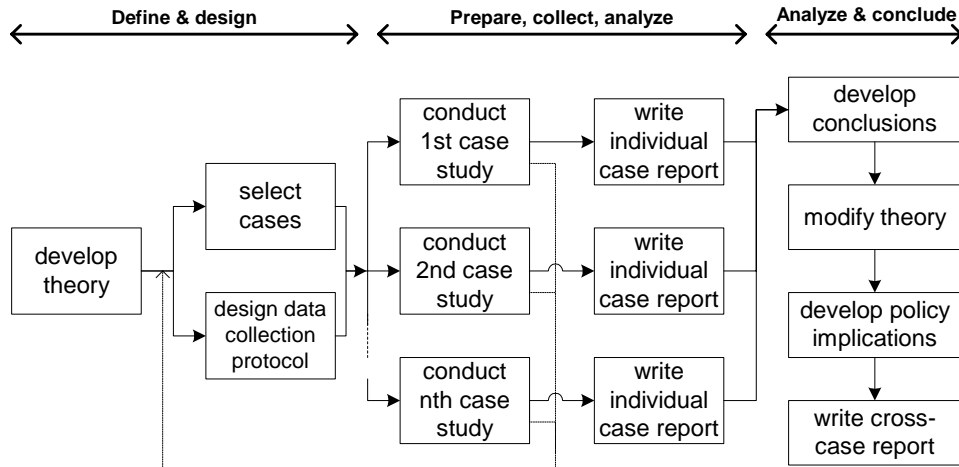 Define & design
Prepare, collect, analyze
Analyze & conclude
develop
theory
select
cases
design data
collection
protocol
conduct
1st case
study
write
individual
case report
conduct
2nd case
study
write
individual
case report
conduct
nth case
study
write
individual
case report
develop
conclusions
modify theory
develop policy
implications
write cross-
case report